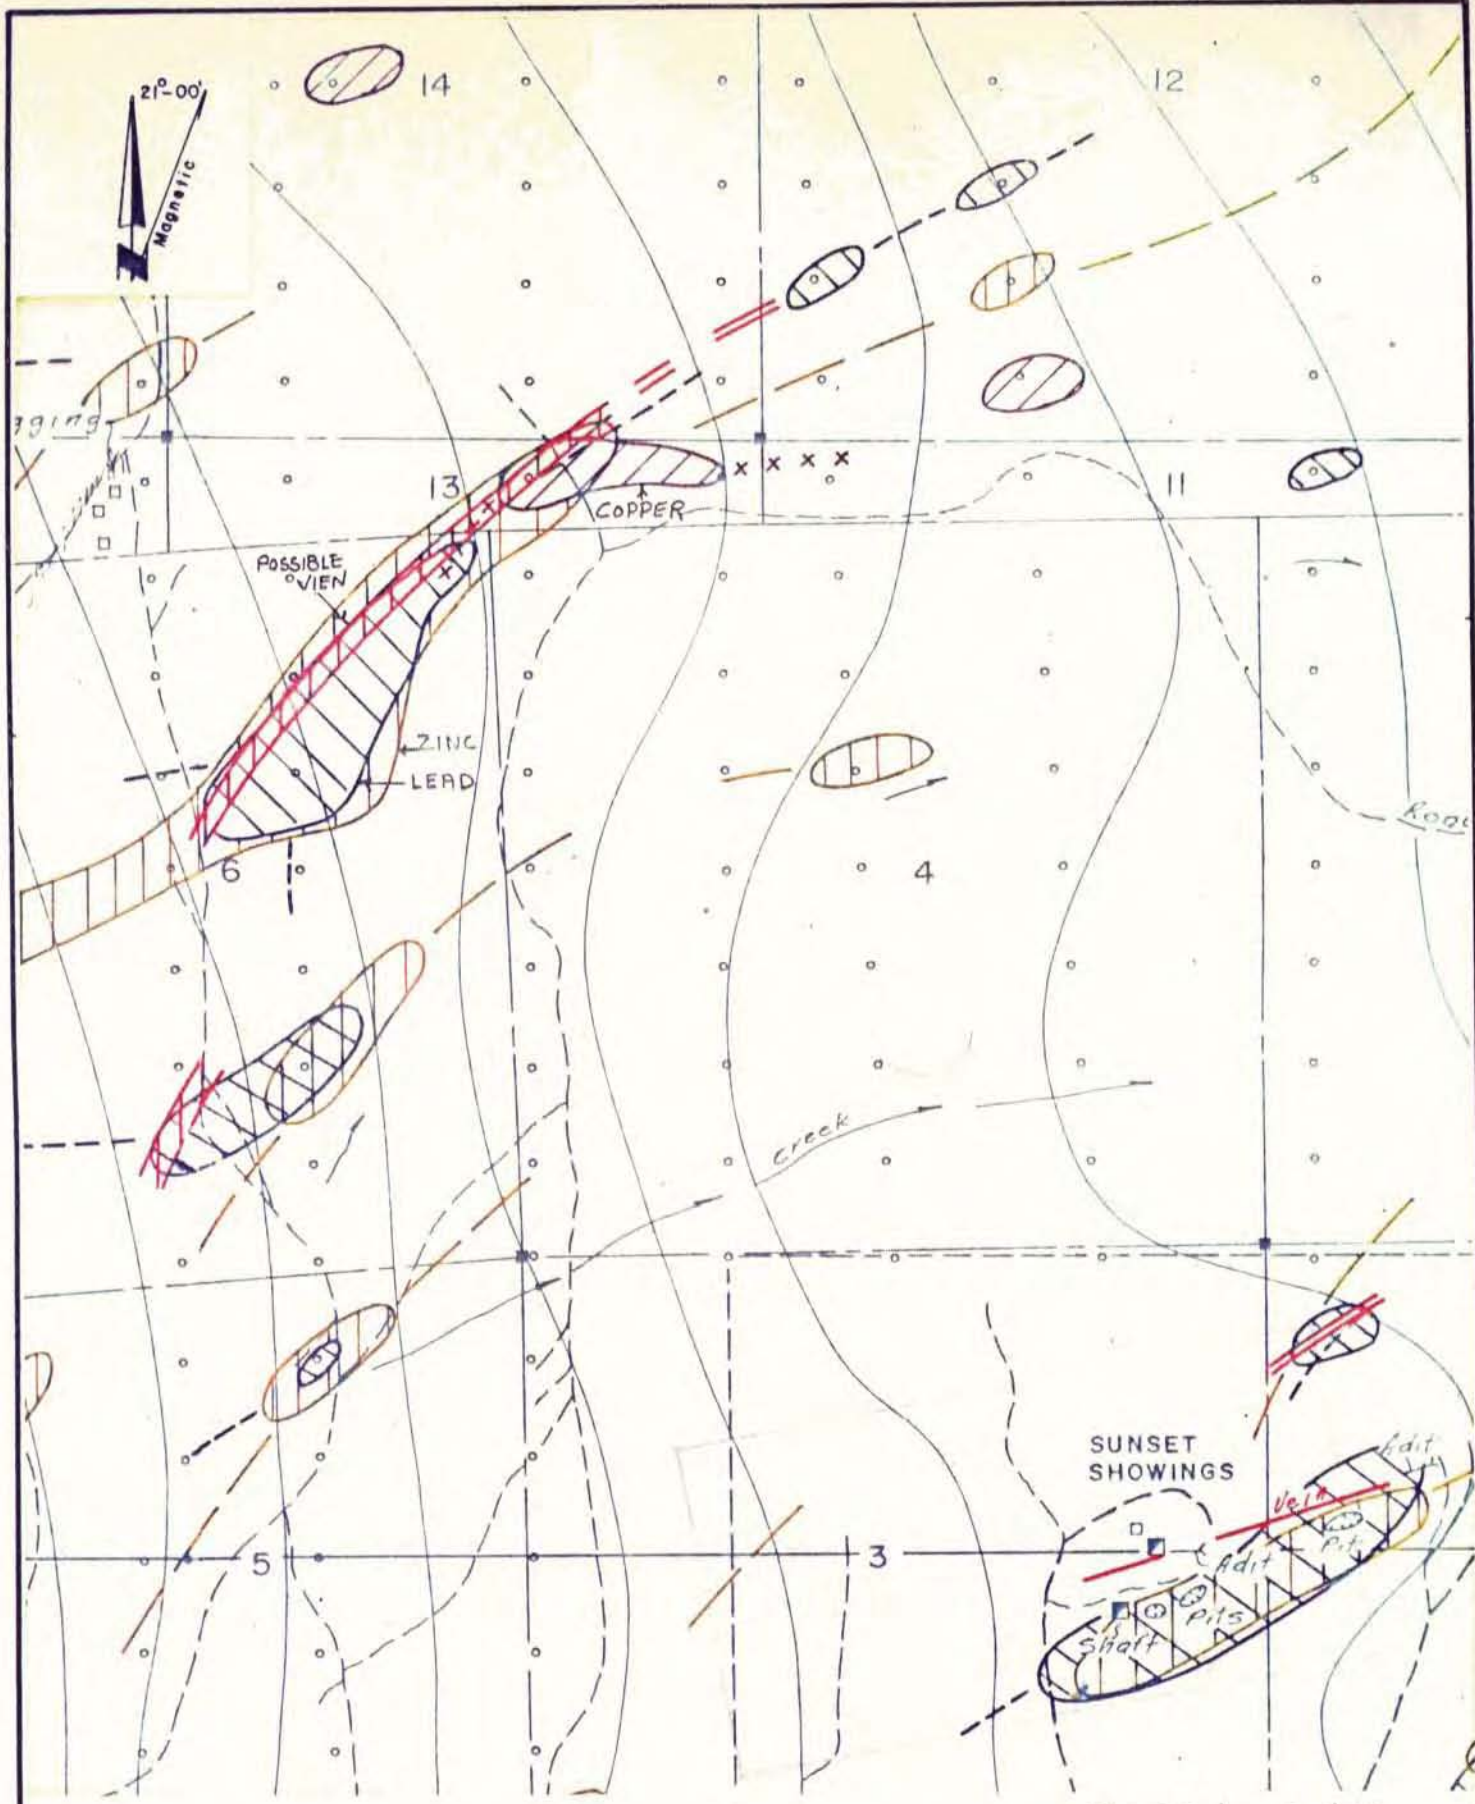 21°-00'
Magnetic
N
14
12
13
11
COPPER
POSSIBLE
VIEN
ZINC
LEAD
Road
6
4
Creek
SUNSET
SHOWINGS
Adit
Vein
Pit
Adit
5
3
Pits
Shaft